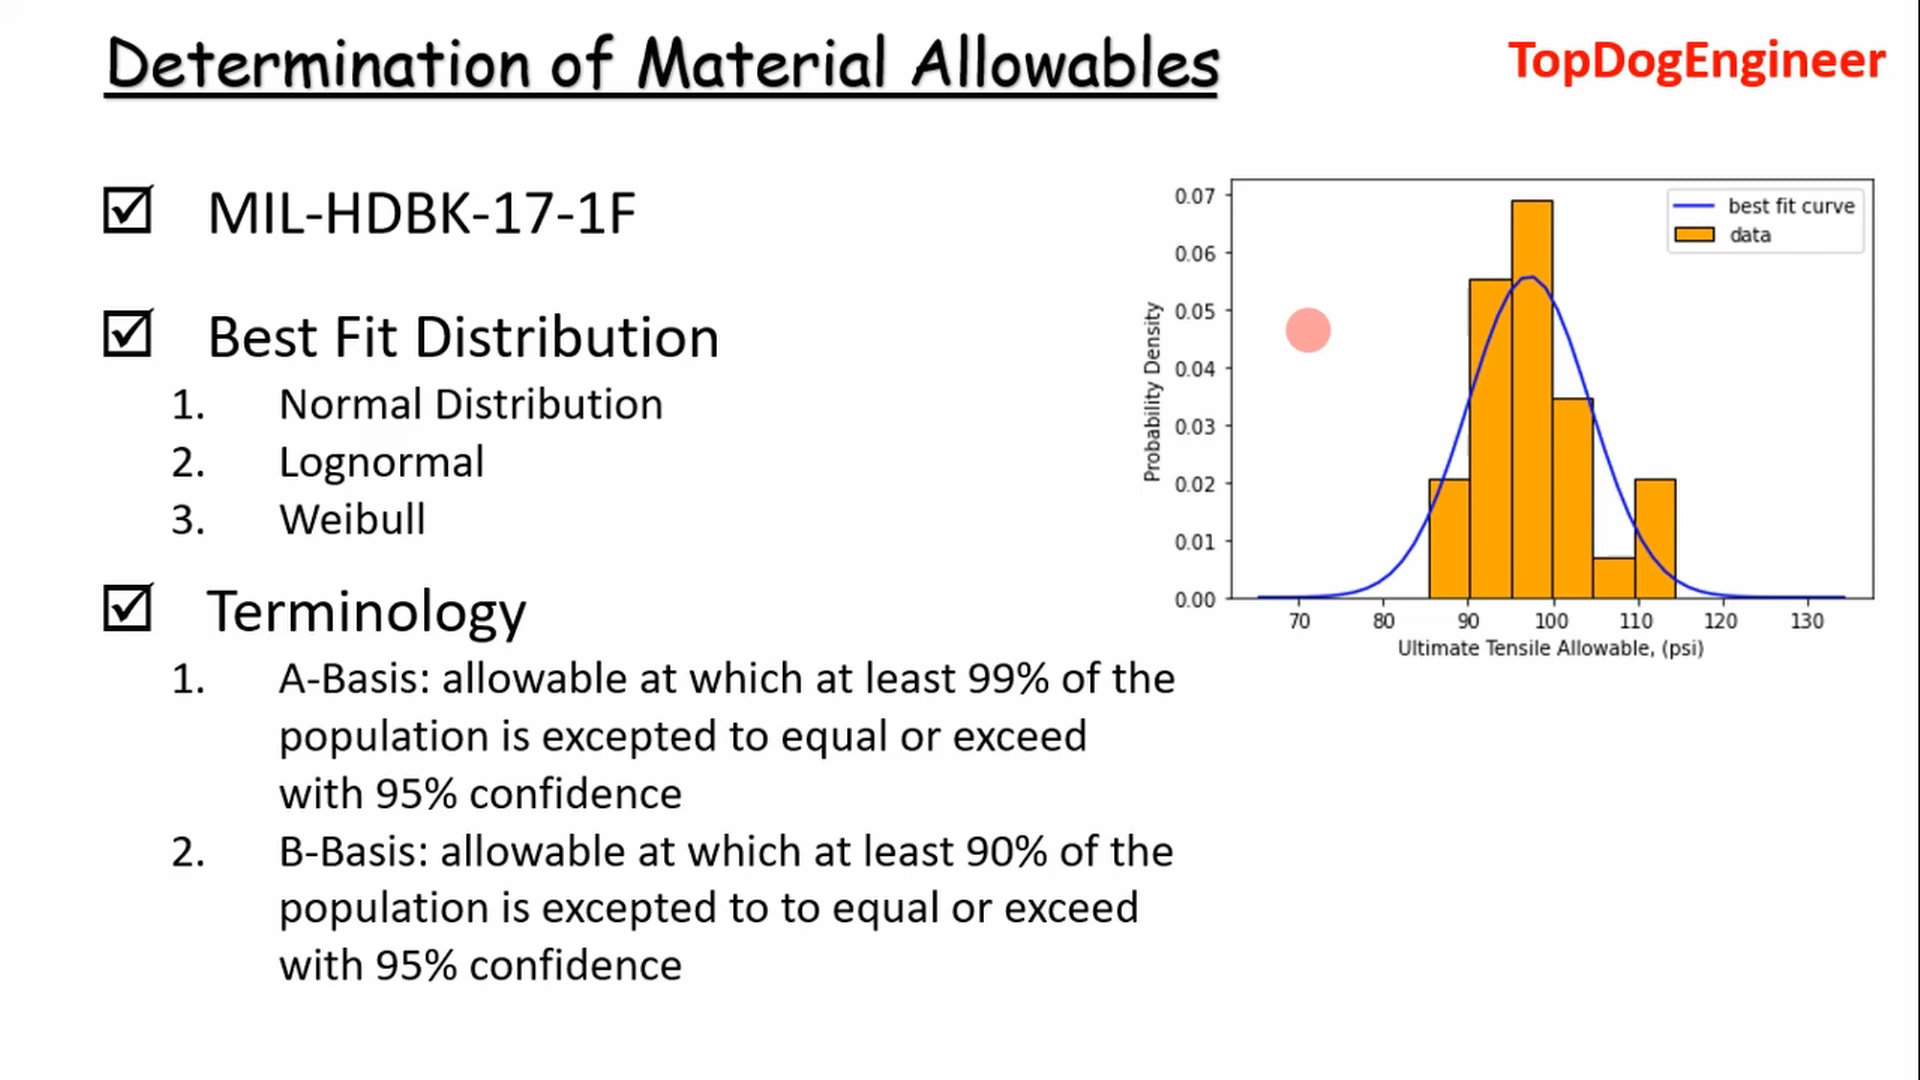 Determination of Material Allowables
TopDogEngineer
MIL-HDBK-17-1F
Best Fit Distribution
1. Normal Distribution
2. Lognormal
3. Weibull
Terminology
1. A-Basis: allowable at which at least 99% of the
population is excepted to equal or exceed
with 95% confidence
2. B-Basis: allowable at which at least 90% of the
population is excepted to to equal or exceed
with 95% confidence
best fit curve
data
Probability Density
0.07
0.06
0.05
0.04
0.03
0.02
0.01
0.00
70 80 90 100 110 120 130
Ultimate Tensile Allowable, (psi)